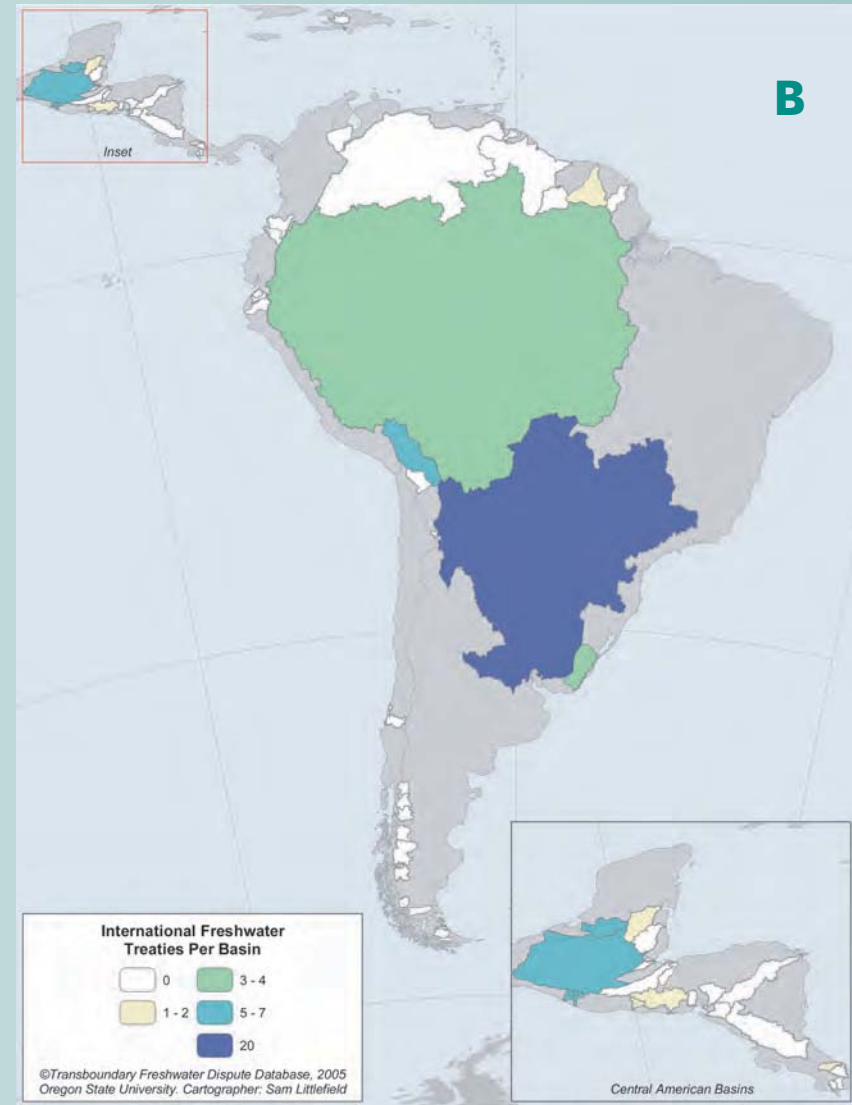 Inset
B
International Freshwater
Treaties Per Basin
0
3 - 4
1 - 2
5 - 7
20
©Transboundary Freshwater Dispute Database, 2005
Oregon State University. Cartographer: Sam Littlefield
Central American Basins